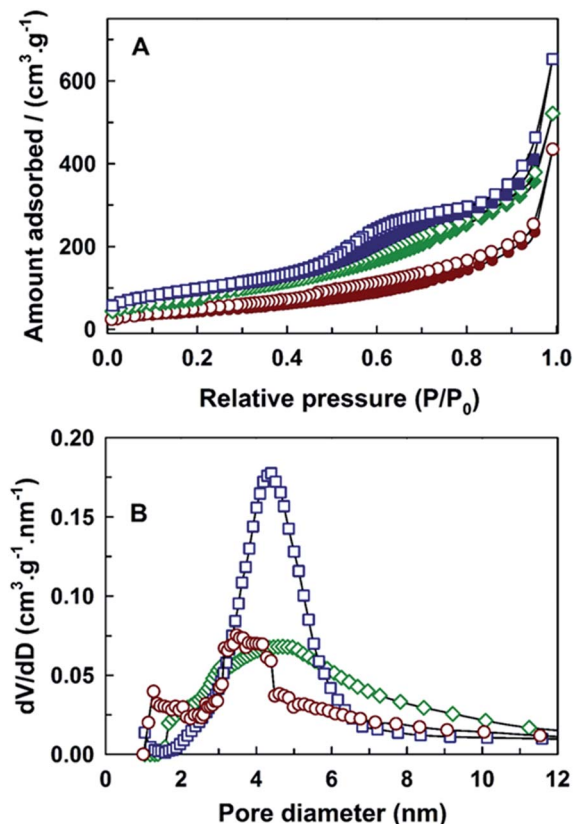 A
600
400
200
0
Amount adsorbed / (cm³.g⁻¹)
0.0 0.2 0.4 0.6 0.8 1.0
Relative pressure (P/P₀)
B
0.20
0.15
0.10
0.05
0.00
dV/dD (cm³.g⁻¹.nm⁻¹)
0 2 4 6 8 10 12
Pore diameter (nm)